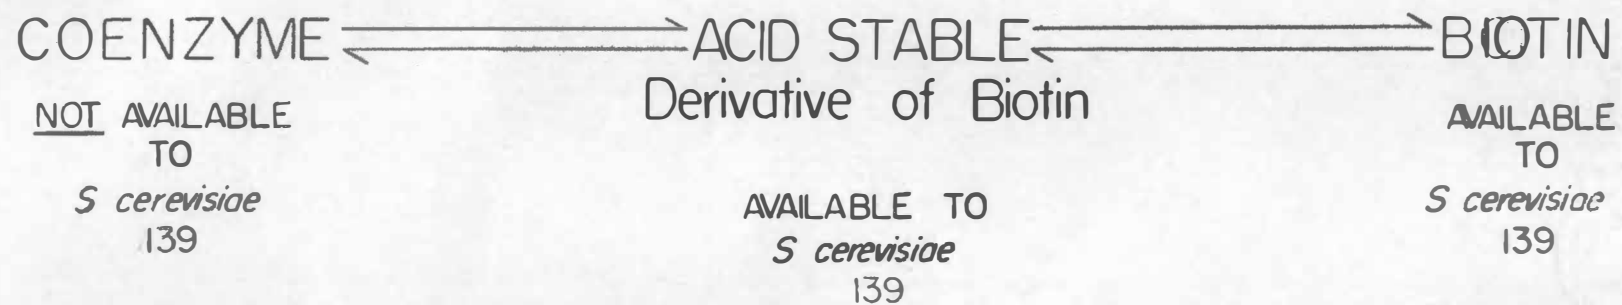 COENZYME ⇌ ACID STABLE ⇌ BIOTIN
Derivative of Biotin
NOT AVAILABLE
TO
S cerevisiae
139
AVAILABLE TO
S cerevisiae
139
AVAILABLE
TO
S cerevisiae
139